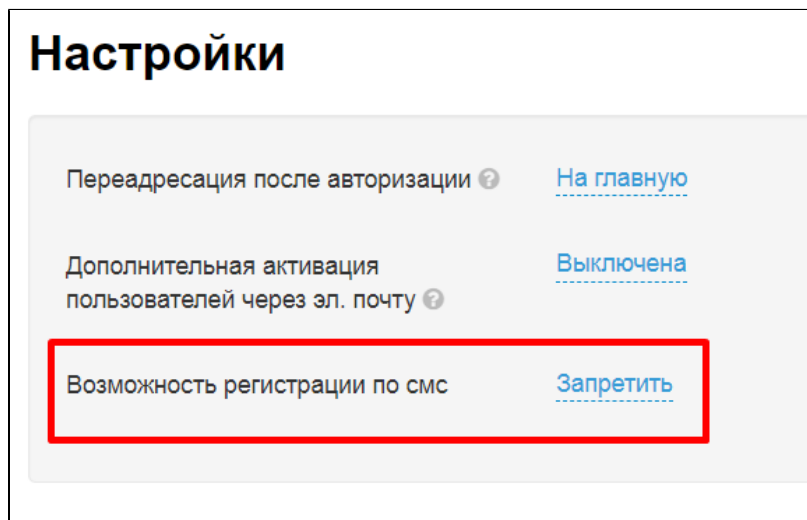 Настройки
Переадресация после авторизации
На главную
Дополнительная активация
пользователей через эл. почту
Выключена
Возможность регистрации по смс
Запретить